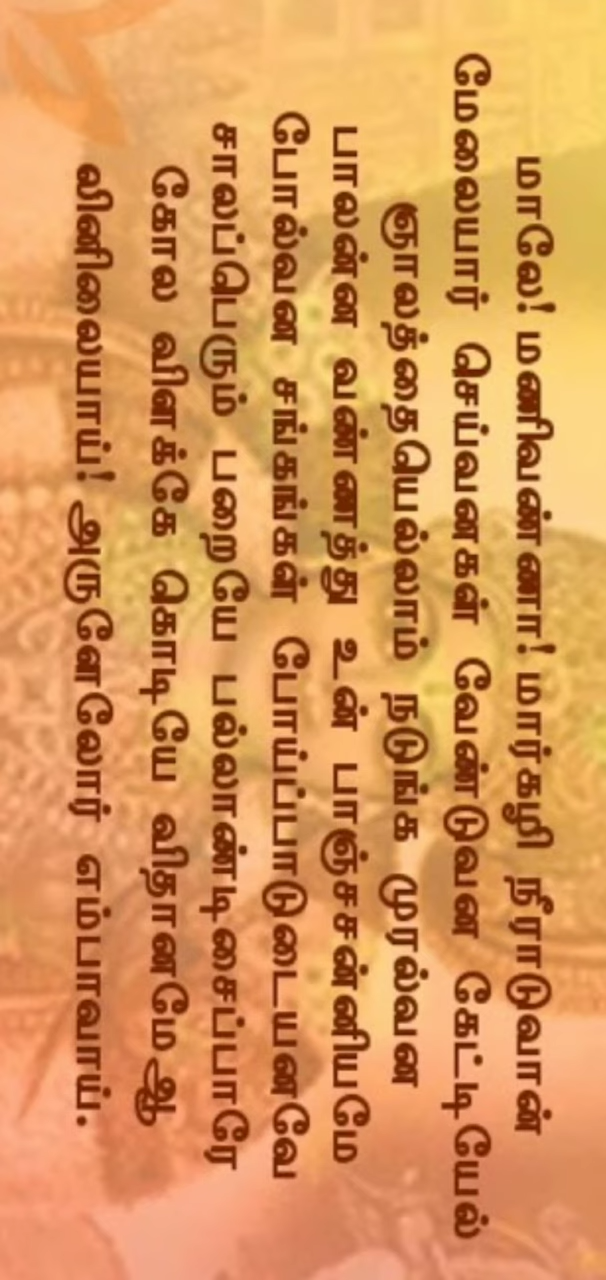 மாலே! மணிவண்ணா! மார்கழி நீராடுவான்
மேலையார் செய்வனகள் வேண்டுவன கேட்டியேல்
ஞாலத்தையெல்லாம் நடுங்க முரல்வன
பாலன்ன வண்ணத்து உன் பாஞ்சசன்னியமே
போல்வன சங்கங்கள் போய்ப்பாடுடையனவே
சாலப்பெரும் பறையே பல்லாண்டிசைப்பாரே
கோல விளக்கே கொடியே விதானமேஆ
லினிலையாய்! அருளேலோர் எம்பாவாய்.